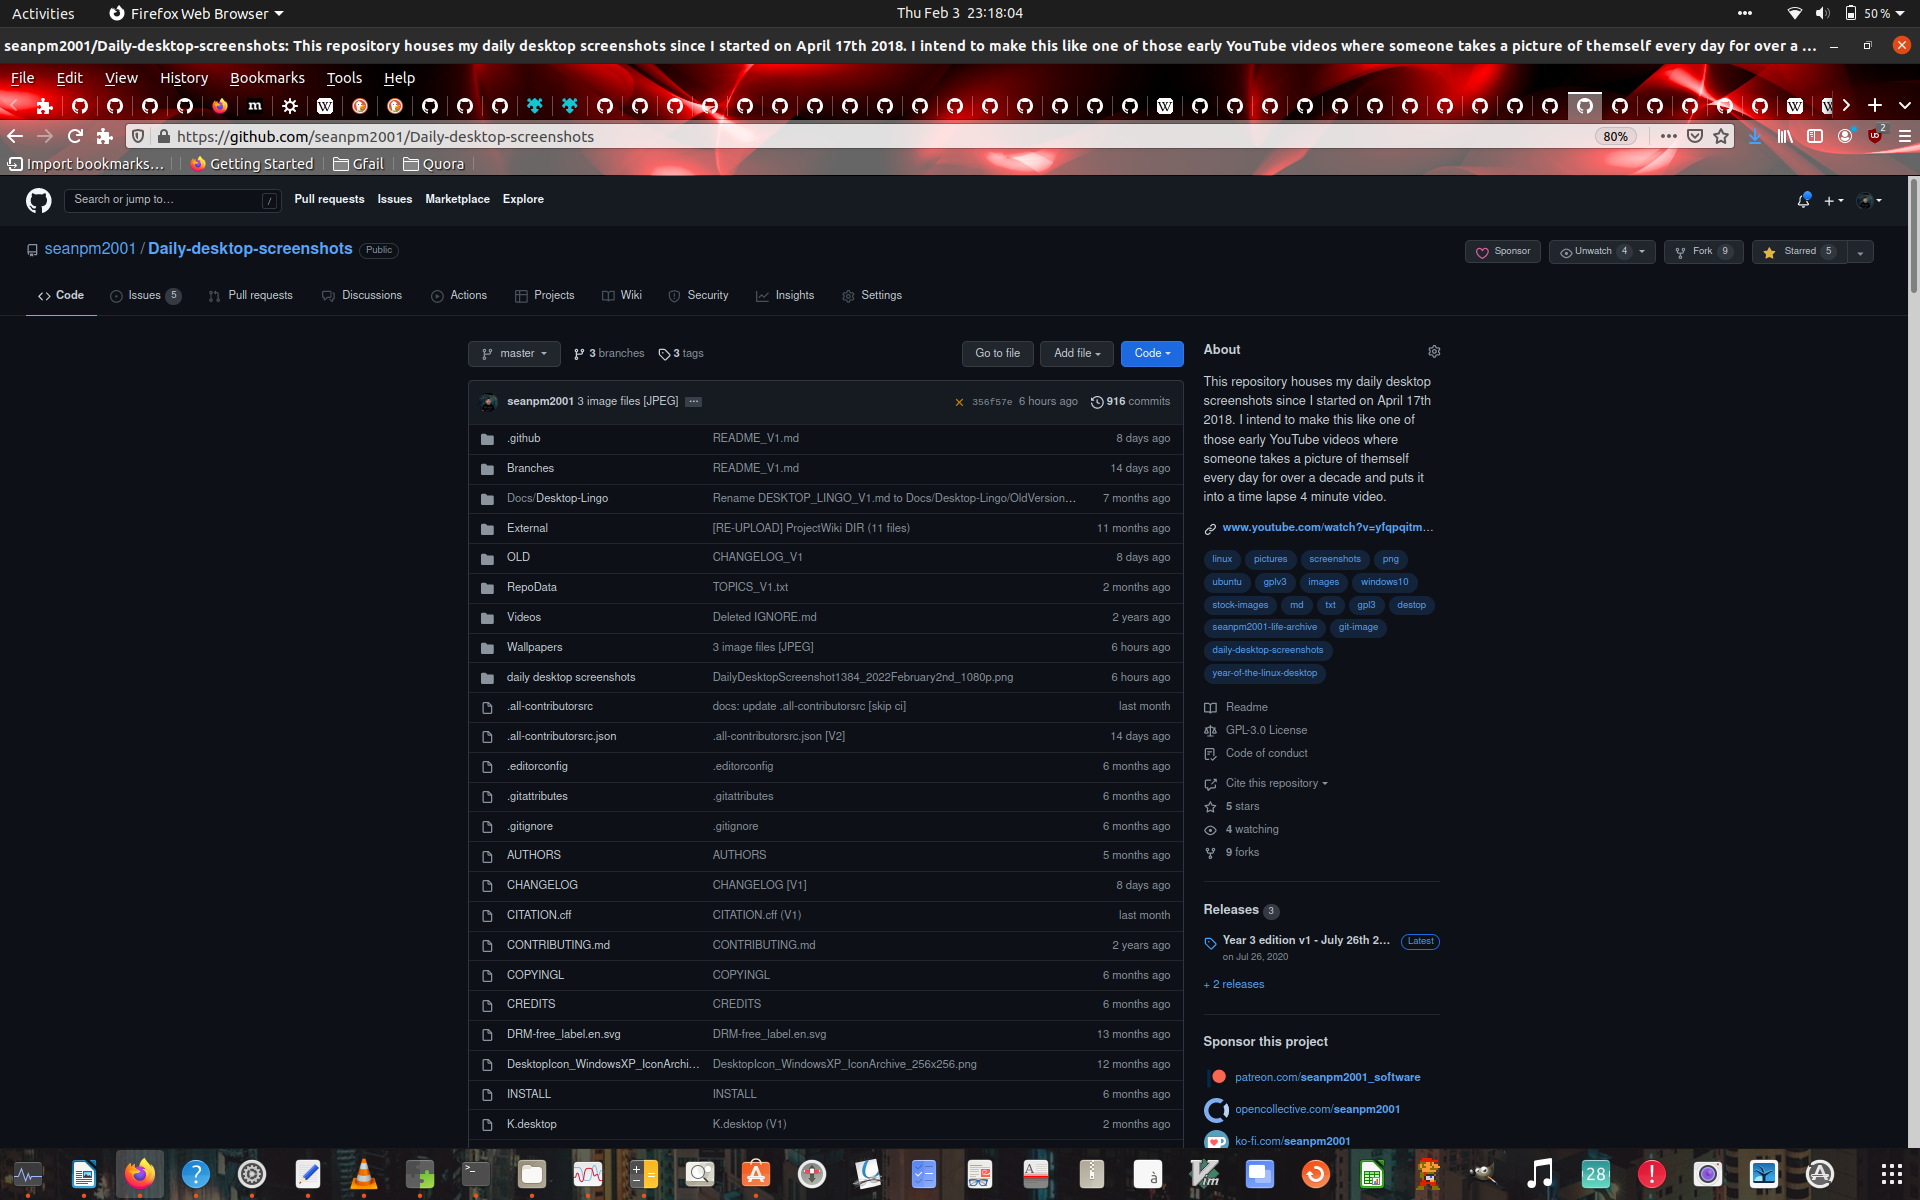 Activities Firefox Web Browser Thu Feb 3 23:18:04 50 %
seanpm2001/Daily-desktop-screenshots: This repository houses my daily desktop screenshots since I started on April 17th 2018. I intend to make this like one of those early YouTube videos where someone takes a picture of themself every day for over a …
File Edit View History Bookmarks Tools Help
https://github.com/seanpm2001/Daily-desktop-screenshots 80% 2
Import bookmarks… Getting Started Gfail Quora
Search or jump to… / Pull requests Issues Marketplace Explore
seanpm2001 / Daily-desktop-screenshots Public Sponsor Unwatch 4 Fork 9 Starred 5
Code Issues 5 Pull requests Discussions Actions Projects Wiki Security Insights Settings
master 3 branches 3 tags Go to file Add file Code
seanpm2001 3 image files [JPEG] ... 356f57e 6 hours ago 916 commits
.github README_V1.md 8 days ago
Branches README_V1.md 14 days ago
Docs/Desktop-Lingo Rename DESKTOP_LINGO_V1.md to Docs/Desktop-Lingo/OldVersion… 7 months ago
External [RE-UPLOAD] ProjectWiki DIR (11 files) 11 months ago
OLD CHANGELOG_V1 8 days ago
RepoData TOPICS_V1.txt 2 months ago
Videos Deleted IGNORE.md 2 years ago
Wallpapers 3 image files [JPEG] 6 hours ago
daily desktop screenshots DailyDesktopScreenshot1384_2022February2nd_1080p.png 6 hours ago
.all-contributorsrc docs: update .all-contributorsrc [skip ci] last month
.all-contributorsrc.json .all-contributorsrc.json [V2] 14 days ago
.editorconfig .editorconfig 6 months ago
.gitattributes .gitattributes 6 months ago
.gitignore .gitignore 6 months ago
AUTHORS AUTHORS 5 months ago
CHANGELOG CHANGELOG [V1] 8 days ago
CITATION.cff CITATION.cff (V1) last month
CONTRIBUTING.md CONTRIBUTING.md 2 years ago
COPYINGL COPYINGL 6 months ago
CREDITS CREDITS 6 months ago
DRM-free_label.en.svg DRM-free_label.en.svg 13 months ago
DesktopIcon_WindowsXP_IconArchi… DesktopIcon_WindowsXP_IconArchive_256x256.png 12 months ago
INSTALL INSTALL 6 months ago
K.desktop K.desktop (V1) 2 months ago
About
This repository houses my daily desktop
screenshots since I started on April 17th
2018. I intend to make this like one of
those early YouTube videos where
someone takes a picture of themself
every day for over a decade and puts it
into a time lapse 4 minute video.
www.youtube.com/watch?v=yfqpqitm…
linux pictures screenshots png
ubuntu gplv3 images windows10
stock-images md txt gpl3 destop
seanpm2001-life-archive git-image
daily-desktop-screenshots
year-of-the-linux-desktop
Readme
GPL-3.0 License
Code of conduct
Cite this repository
5 stars
4 watching
9 forks
Releases 3
Year 3 edition v1 - July 26th 2… Latest
on Jul 26, 2020
+ 2 releases
Sponsor this project
patreon.com/seanpm2001_software
opencollective.com/seanpm2001
ko-fi.com/seanpm2001
28